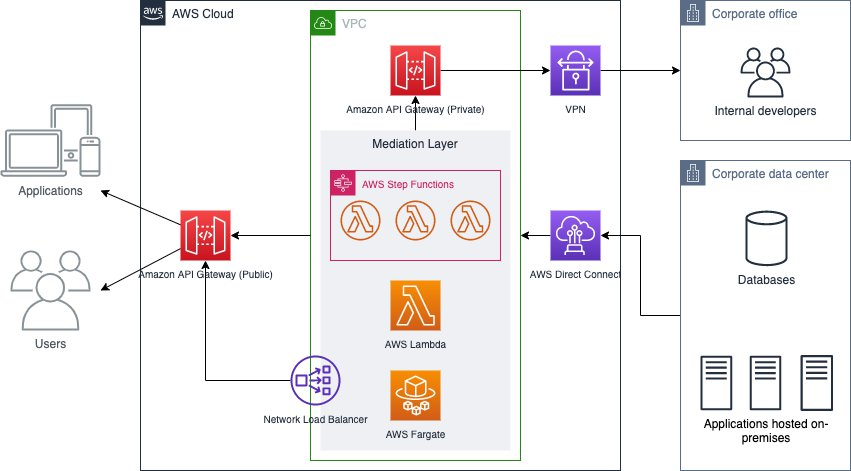 aws
AWS Cloud
VPC
Corporate office
Amazon API Gateway (Private)
VPN
Internal developers
Mediation Layer
Applications
AWS Step Functions
Corporate data center
Amazon API Gateway (Public)
AWS Direct Connect
Databases
Users
AWS Lambda
Network Load Balancer
AWS Fargate
Applications hosted on-
premises